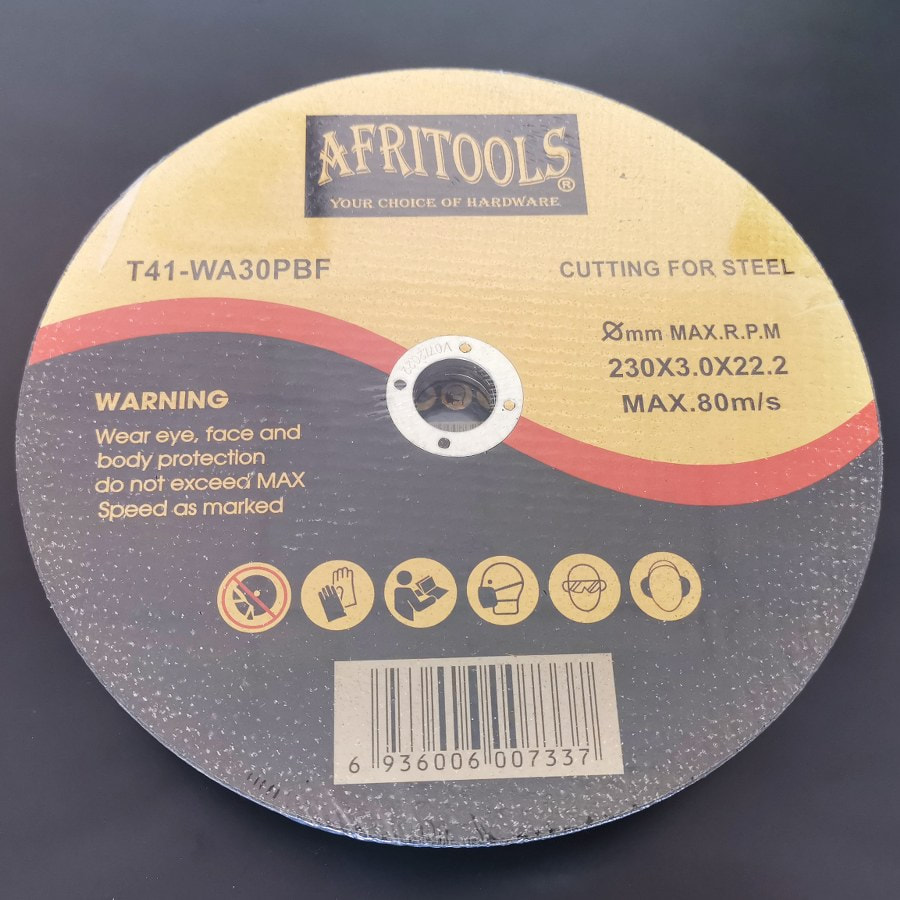 AFRITOOLS®
YOUR CHOICE OF HARDWARE
T41-WA30PBF
CUTTING FOR STEEL
Ømm MAX.R.P.M
230X3.0X22.2
MAX.80m/s
WARNING
Wear eye, face and
body protection
do not exceed MAX
Speed as marked
6 936006 007337